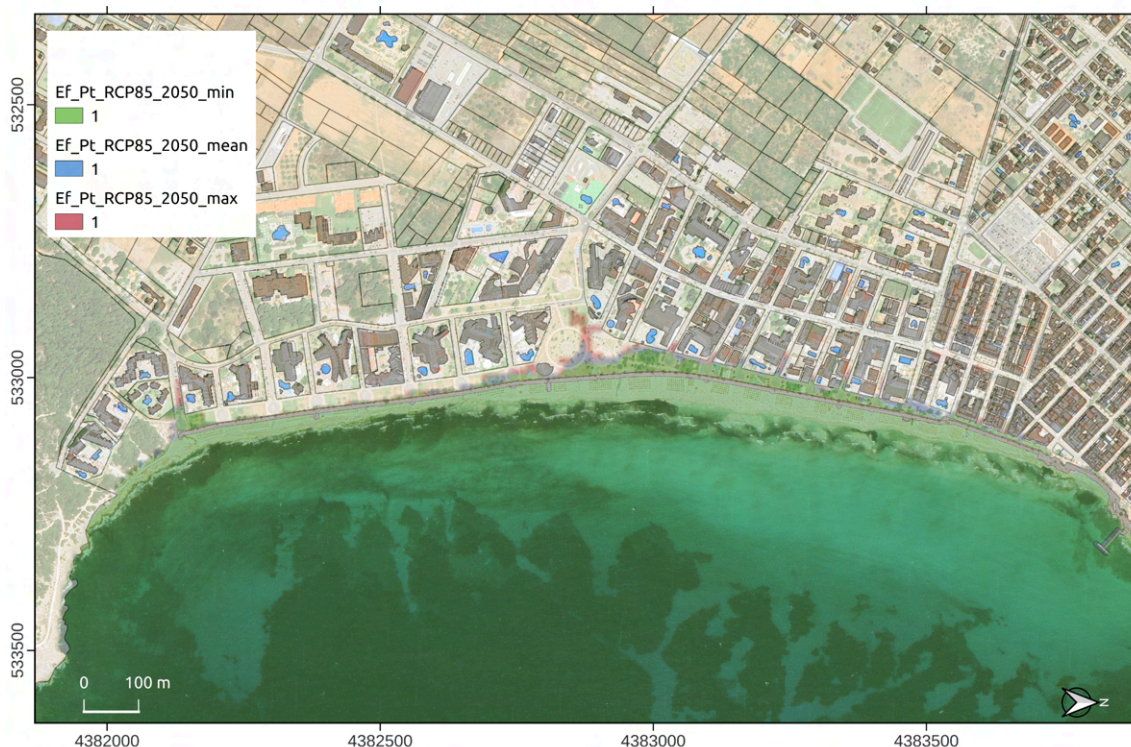 Ef_Pt_RCP85_2050_min
1
Ef_Pt_RCP85_2050_mean
1
Ef_Pt_RCP85_2050_max
1
532500
533000
533500
0 100 m
N
4382000 4382500 4383000 4383500